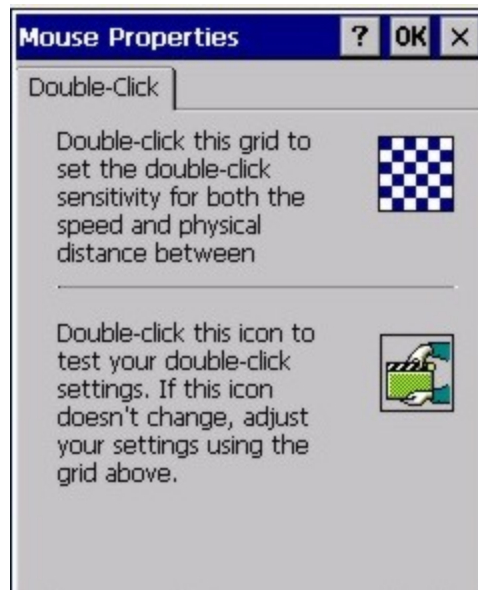 Mouse Properties ? OK ×
Double-Click
Double-click this grid to
set the double-click
sensitivity for both the
speed and physical
distance between
Double-click this icon to
test your double-click
settings. If this icon
doesn't change, adjust
your settings using the
grid above.